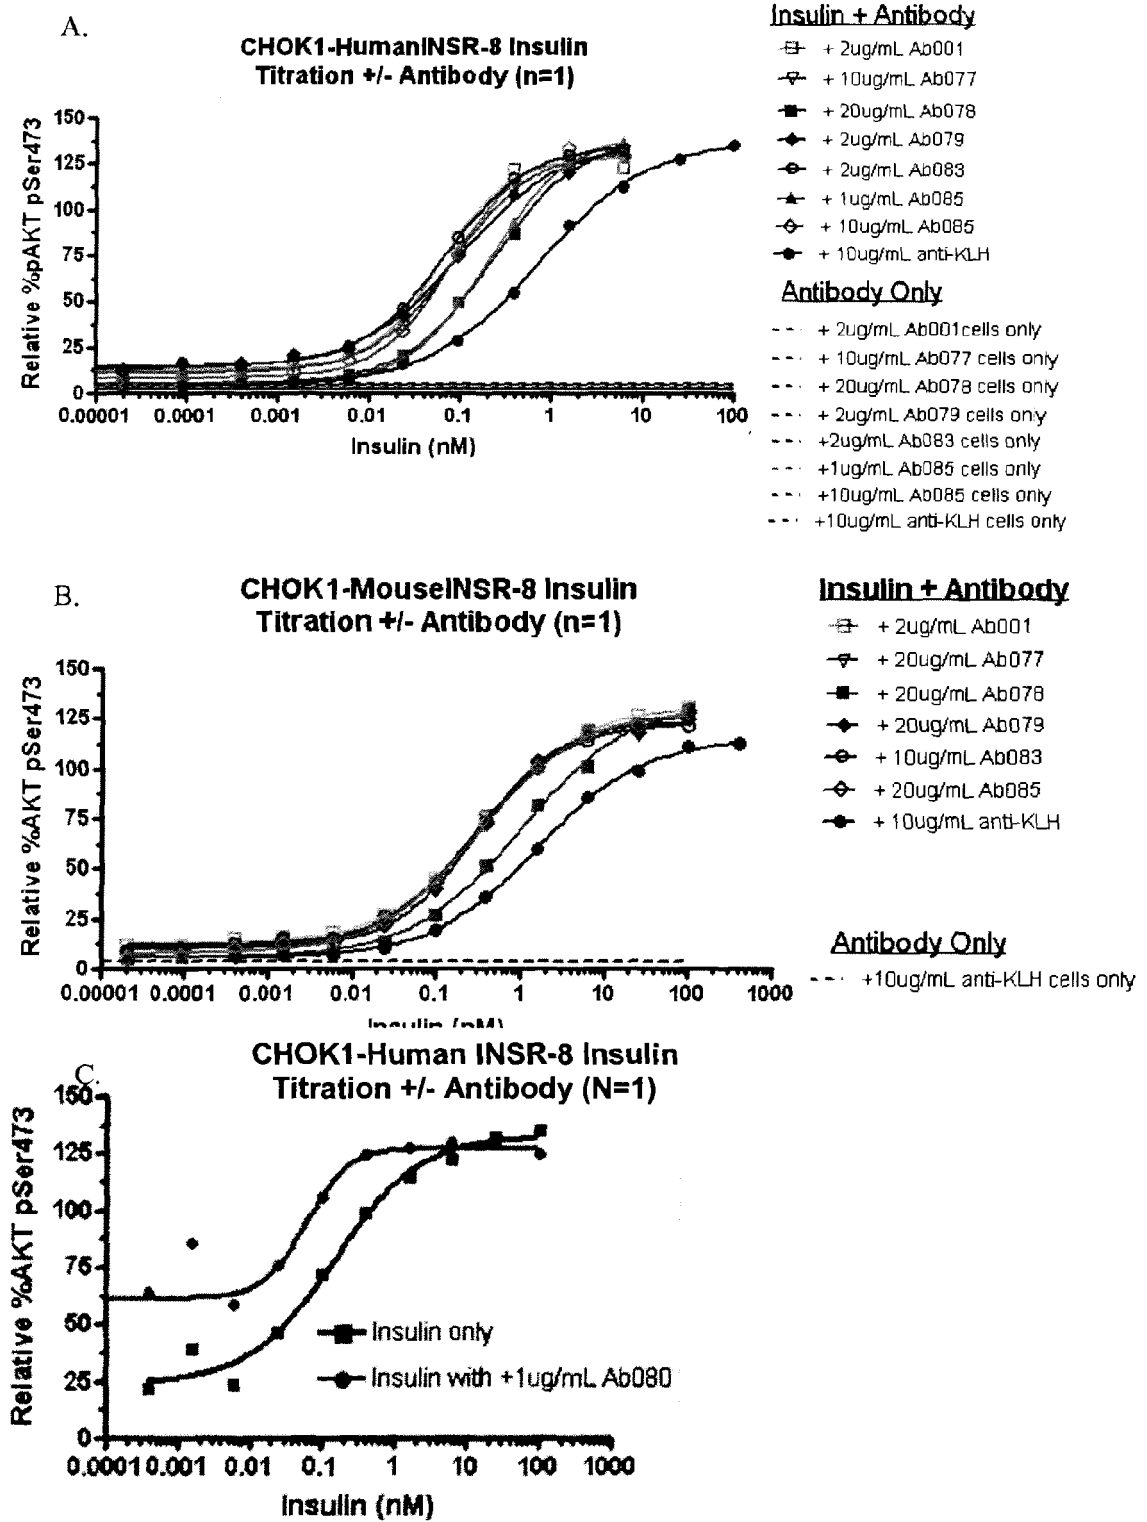 A.
CHOK1-HumanINSR-8 Insulin
Titration +/- Antibody (n=1)
Relative %pAKT pSer473
150
125
100
75
50
25
0
0.00001 0.0001 0.001 0.01 0.1 1 10 100
Insulin (nM)
Insulin + Antibody
+ 2ug/mL Ab001
+ 10ug/mL Ab077
+ 20ug/mL Ab078
+ 2ug/mL Ab079
+ 2ug/mL Ab083
+ 1ug/mL Ab085
+ 10ug/mL Ab085
+ 10ug/mL anti-KLH
Antibody Only
+ 2ug/mL Ab001cells only
+ 10ug/mL Ab077 cells only
+ 20ug/mL Ab078 cells only
+ 2ug/mL Ab079 cells only
+2ug/mL Ab083 cells only
+1ug/mL Ab085 cells only
+10ug/mL Ab085 cells only
+10ug/mL anti-KLH cells only
B.
CHOK1-MouseINSR-8 Insulin
Titration +/- Antibody (n=1)
Relative %AKT pSer473
150
125
100
75
50
25
0
0.00001 0.0001 0.001 0.01 0.1 1 10 100 1000
Insulin (nM)
Insulin + Antibody
+ 2ug/mL Ab001
+ 20ug/mL Ab077
+ 20ug/mL Ab078
+ 20ug/mL Ab079
+ 10ug/mL Ab083
+ 20ug/mL Ab085
+ 10ug/mL anti-KLH
Antibody Only
+10ug/mL anti-KLH cells only
C.
CHOK1-Human INSR-8 Insulin
Titration +/- Antibody (N=1)
Relative %AKT pSer473
150
125
100
75
50
25
0
0.0001 0.001 0.01 0.1 1 10 100 1000
Insulin (nM)
Insulin only
Insulin with +1ug/mL Ab080